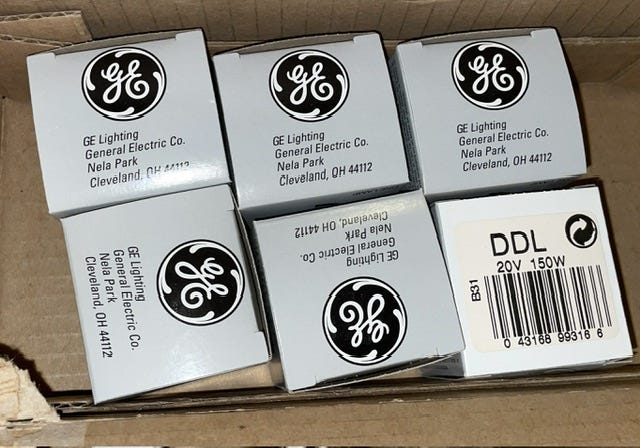 GE
GE Lighting
General Electric Co.
Nela Park
Cleveland, OH 44112
GE
GE Lighting
General Electric Co.
Nela Park
Cleveland, OH 44112
GE
GE Lighting
General Electric Co.
Nela Park
Cleveland, OH 44112
GE
GE Lighting
General Electric Co.
Nela Park
Cleveland, OH 44112
GE
GE Lighting
General Electric Co.
Nela Park
Cleveland, OH 44112
DDL
20V 150W
B31
0 43168 99316 6